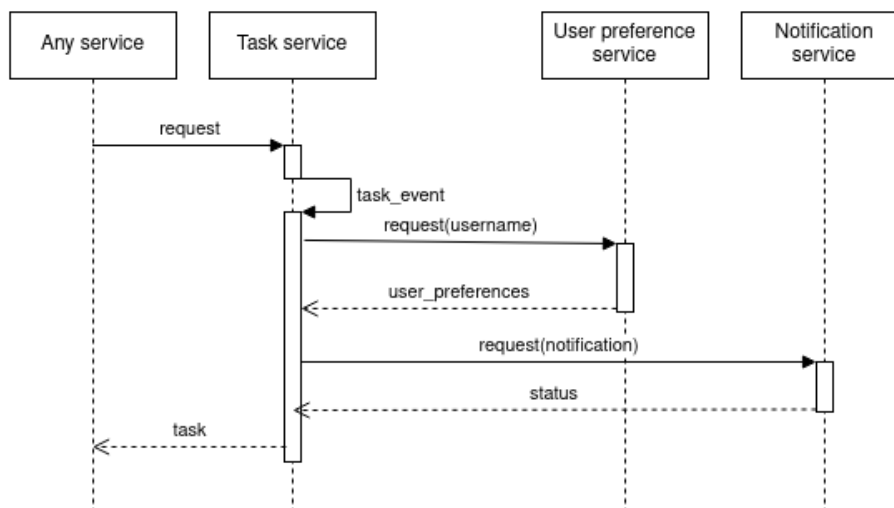 Any service
Task service
User preference
service
Notification
service
request
task_event
request(username)
user_preferences
request(notification)
status
task